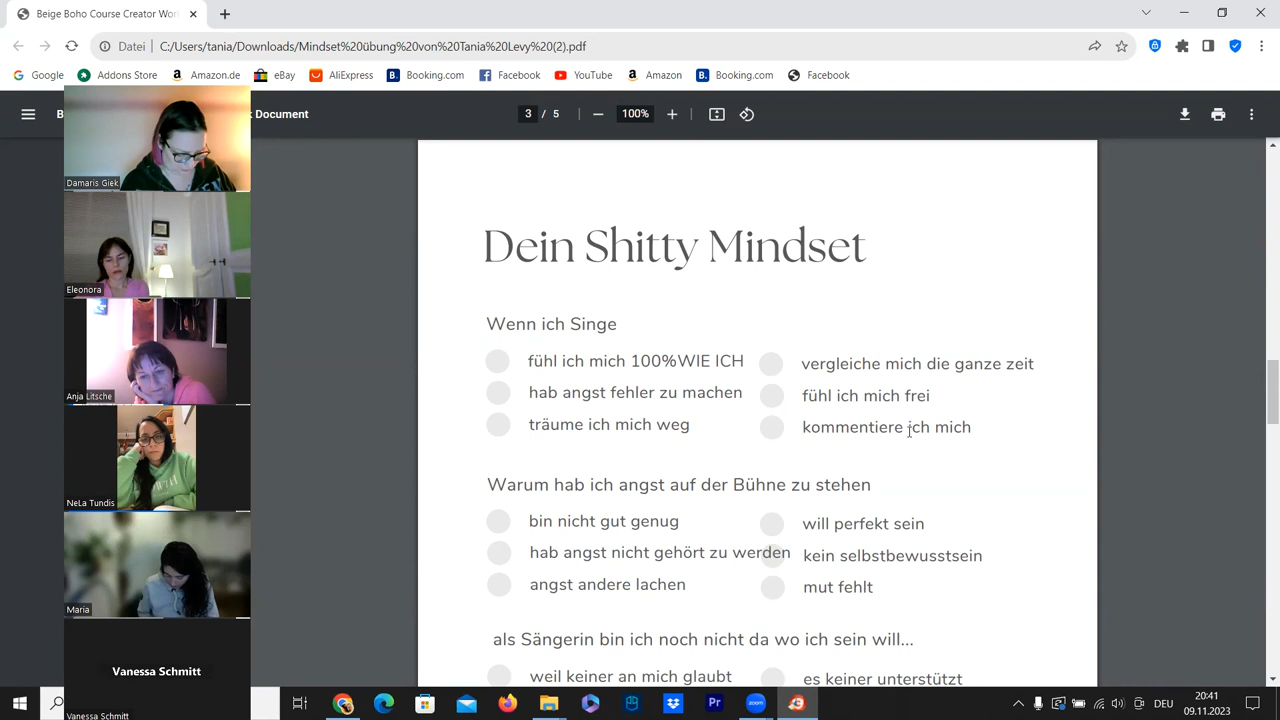 Beige Boho Course Creator Wor
Datei
C:/Users/tania/Downloads/Mindset%20übung%20von%20Tania%20Levy%20(2).pdf
Google
Addons Store
Amazon.de
eBay
AliExpress
Booking.com
Facebook
YouTube
Amazon
Booking.com
Facebook
B
k Document
3 / 5
100%
Damaris Giek
Eleonora
Anja Litsche
NeLa Tundis
Maria
Vanessa Schmitt
Vanessa Schmitt
Dein Shitty Mindset
Wenn ich Singe
fühl ich mich 100%WIE ICH
vergleiche mich die ganze zeit
hab angst fehler zu machen
fühl ich mich frei
träume ich mich weg
kommentiere ich mich
Warum hab ich angst auf der Bühne zu stehen
bin nicht gut genug
will perfekt sein
hab angst nicht gehört zu werden
kein selbstbewusstsein
angst andere lachen
mut fehlt
als Sängerin bin ich noch nicht da wo ich sein will...
weil keiner an mich glaubt
es keiner unterstützt
DEU
20:41
09.11.2023